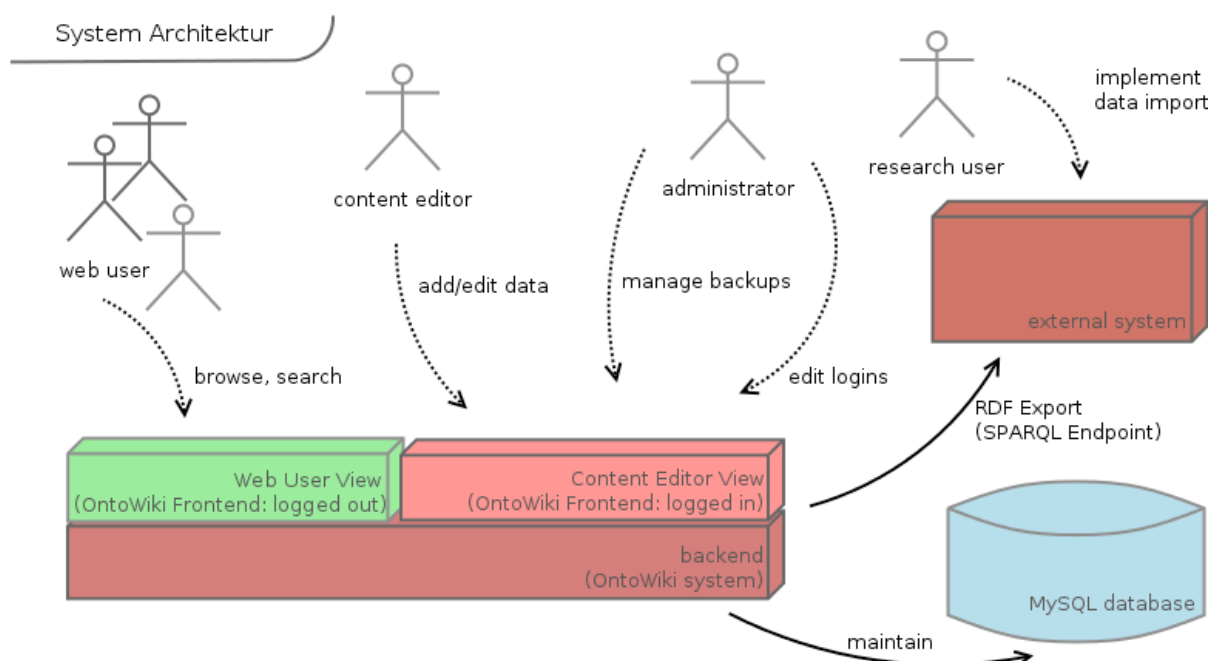 System Architektur
implement
data import
research user
administrator
content editor
web user
add/edit data
manage backups
external system
browse, search
edit logins
RDF Export
(SPARQL Endpoint)
Web User View
(OntoWiki Frontend: logged out)
Content Editor View
(OntoWiki Frontend: logged in)
backend
(OntoWiki system)
MySQL database
maintain